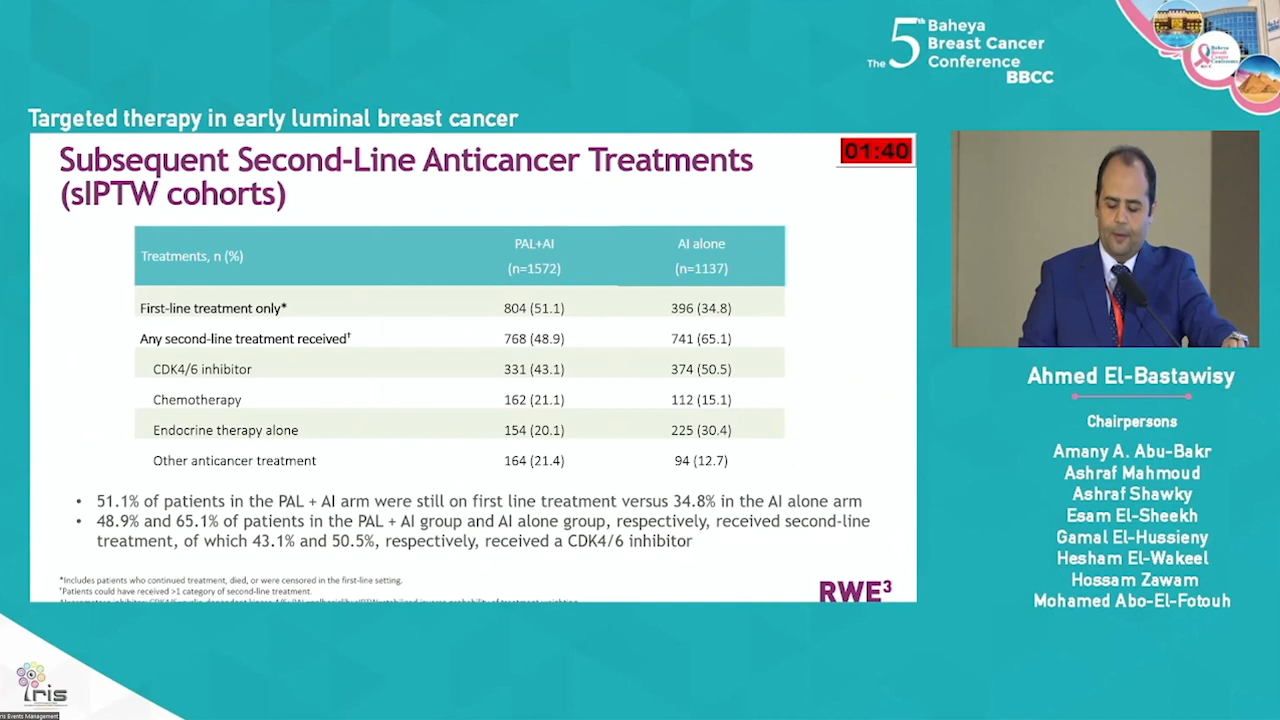 The 5th Baheya
Breast Cancer
Conference
BBCC
Baheya
Breast Cancer
Conference
Targeted therapy in early luminal breast cancer
Subsequent Second-Line Anticancer Treatments
(sIPTW cohorts)
01:40
Treatments, n (%) PAL+AI (n=1572) AI alone (n=1137)
First-line treatment only* 804 (51.1) 396 (34.8)
Any second-line treatment received† 768 (48.9) 741 (65.1)
CDK4/6 inhibitor 331 (43.1) 374 (50.5)
Chemotherapy 162 (21.1) 112 (15.1)
Endocrine therapy alone 154 (20.1) 225 (30.4)
Other anticancer treatment 164 (21.4) 94 (12.7)
• 51.1% of patients in the PAL + AI arm were still on first line treatment versus 34.8% in the AI alone arm
• 48.9% and 65.1% of patients in the PAL + AI group and AI alone group, respectively, received second-line
treatment, of which 43.1% and 50.5%, respectively, received a CDK4/6 inhibitor
*Includes patients who continued treatment, died, or were censored in the first-line setting.
†Patients could have received >1 category of second-line treatment.
RWE³
Ahmed El-Bastawisy
Chairpersons
Amany A. Abu-Bakr
Ashraf Mahmoud
Ashraf Shawky
Esam El-Sheekh
Gamal El-Hussieny
Hesham El-Wakeel
Hossam Zawam
Mohamed Abo-El-Fotouh
iris
ris Events Management